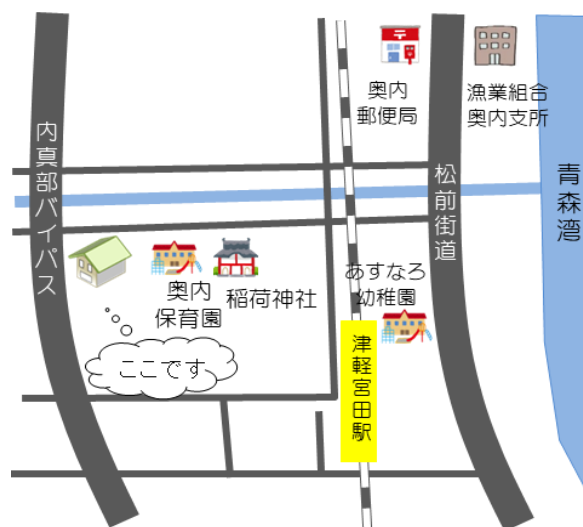 奥内
郵便局
漁業組合
奥内支所
内真部バイパス
松前街道
青森湾
奥内
保育園
稲荷神社
あすなろ
幼稚園
ここです
津軽宮田駅